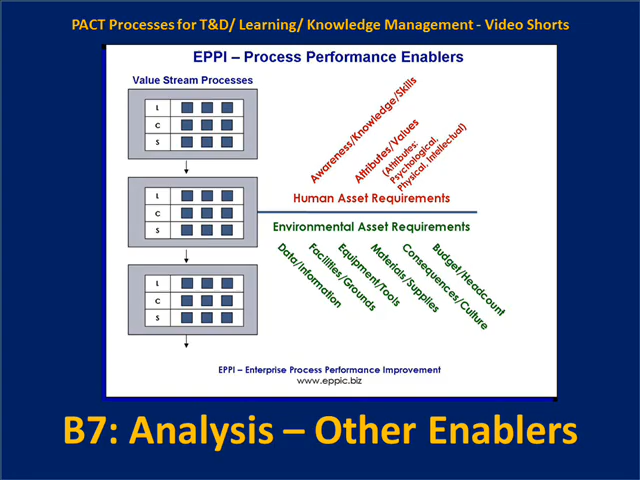 PACT Processes for T&D/ Learning/ Knowledge Management - Video Shorts
EPPI – Process Performance Enablers
Value Stream Processes
L
C
S
L
C
S
L
C
S
Awareness/Knowledge/Skills
Attributes/Values
(Attributes:
Psychological,
Physical, Intellectual)
Human Asset Requirements
Environmental Asset Requirements
Data/Information
Facilities/Grounds
Equipment/Tools
Materials/Supplies
Consequences/Culture
Budget/Headcount
EPPI – Enterprise Process Performance Improvement
www.eppic.biz
B7: Analysis – Other Enablers